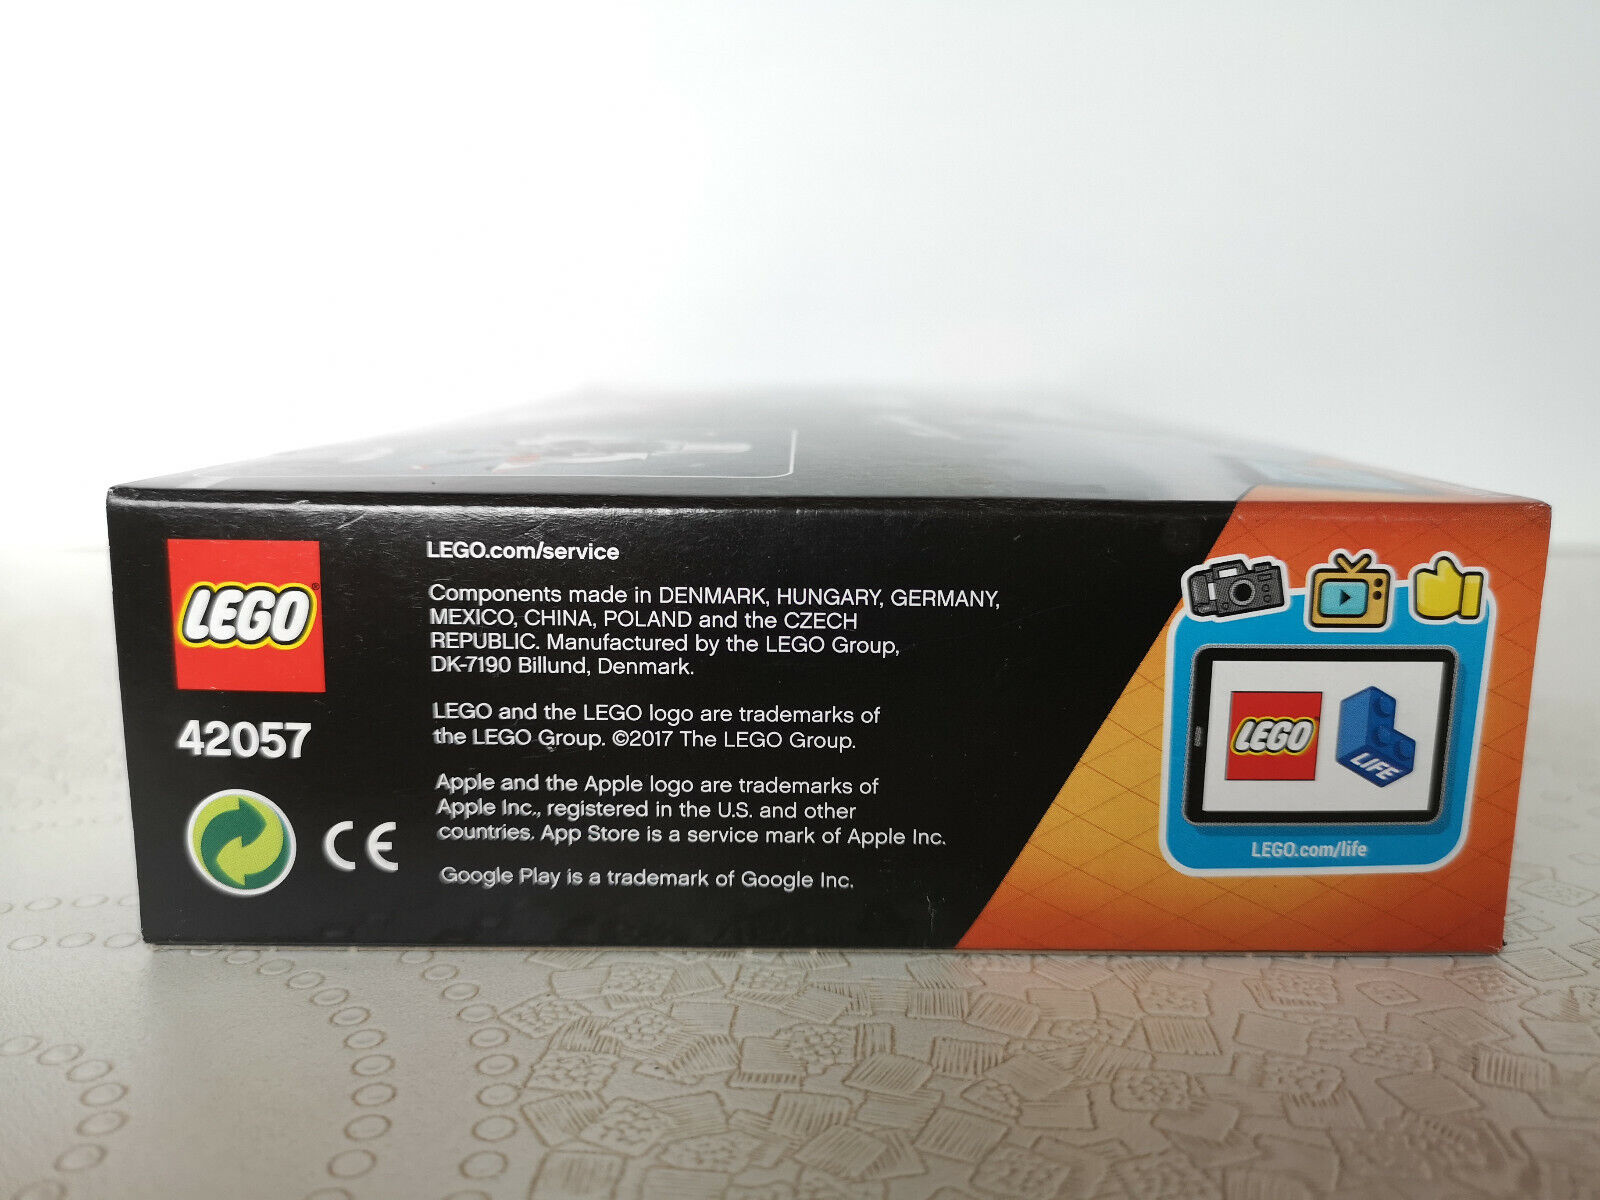 LEGO®
42057
CE
LEGO.com/service
Components made in DENMARK, HUNGARY, GERMANY,
MEXICO, CHINA, POLAND and the CZECH
REPUBLIC. Manufactured by the LEGO Group,
DK-7190 Billund, Denmark.
LEGO and the LEGO logo are trademarks of
the LEGO Group. ©2017 The LEGO Group.
Apple and the Apple logo are trademarks of
Apple Inc., registered in the U.S. and other
countries. App Store is a service mark of Apple Inc.
Google Play is a trademark of Google Inc.
LEGO
LIFE
LEGO.com/life